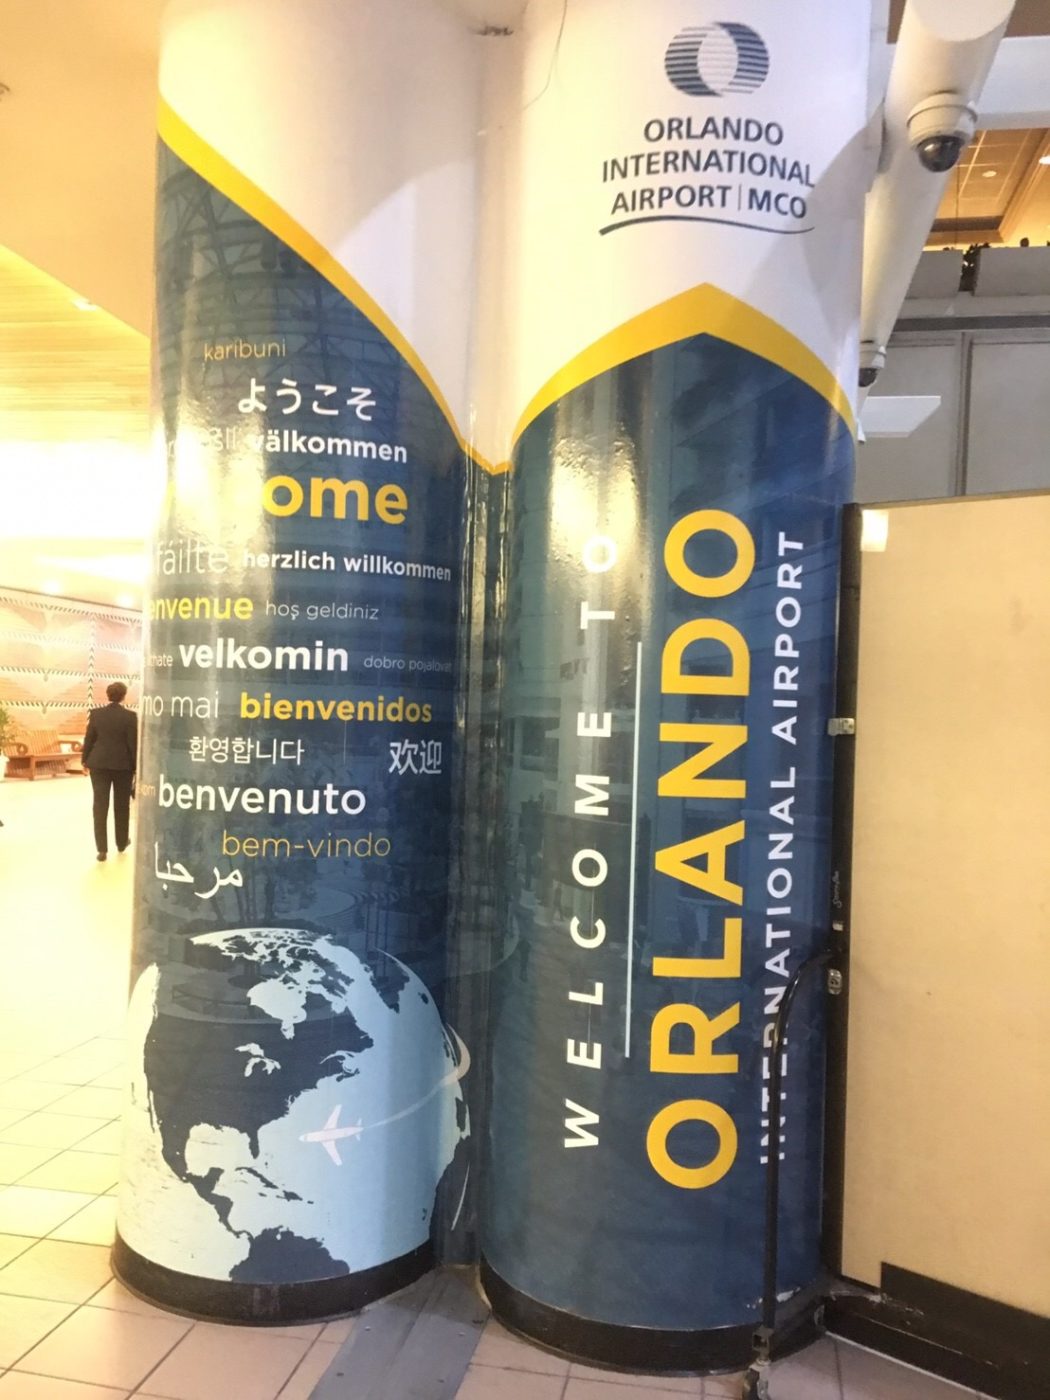 karibuni
ようこそ
välkommen
ome
fáilte herzlich willkommen
envenue hoş geldiniz
velkomin dobro pojalovat
mo mai bienvenidos
환영합니다 欢迎
benvenuto
bem-vindo
مرحبا
ORLANDO
INTERNATIONAL
AIRPORT | MCO
WELCOME TO
ORLANDO
INTERNATIONAL AIRPORT